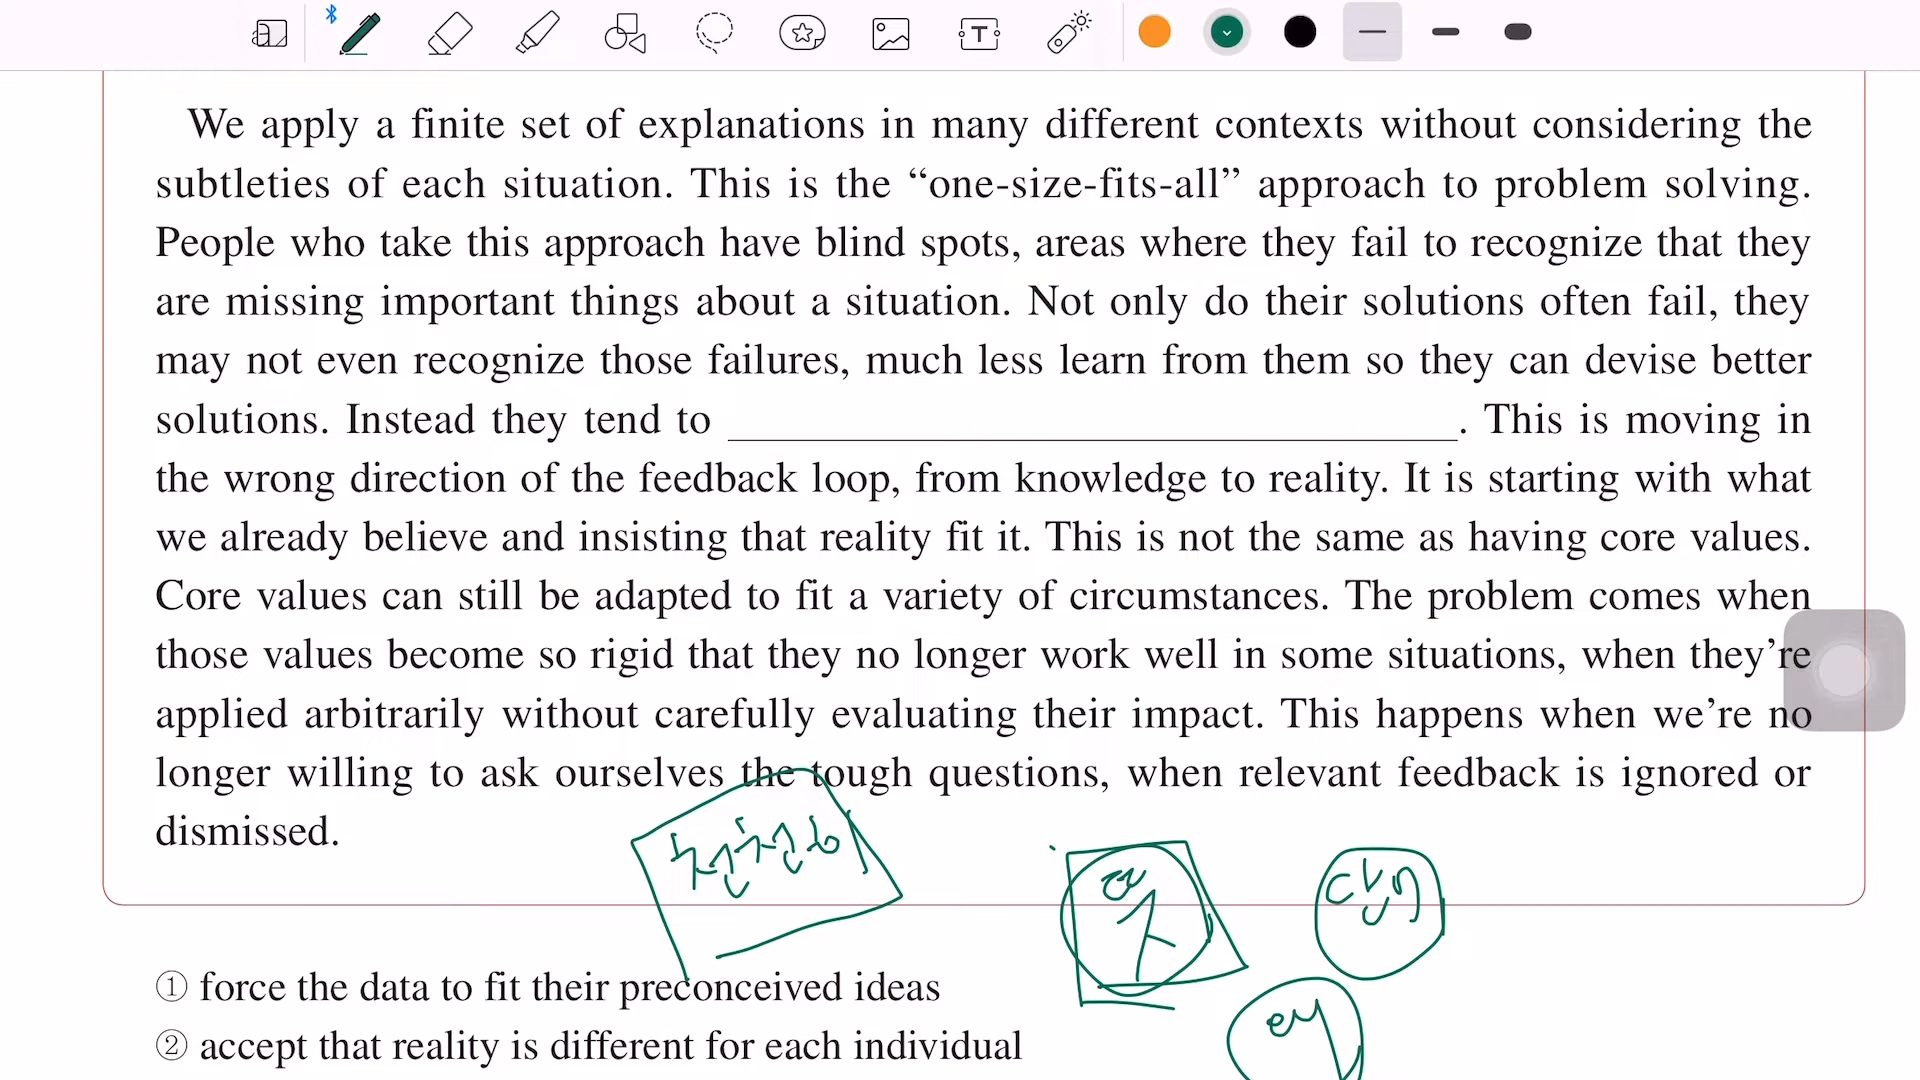 We apply a finite set of explanations in many different contexts without considering the
subtleties of each situation. This is the “one-size-fits-all” approach to problem solving.
People who take this approach have blind spots, areas where they fail to recognize that they
are missing important things about a situation. Not only do their solutions often fail, they
may not even recognize those failures, much less learn from them so they can devise better
solutions. Instead they tend to ______________________________. This is moving in
the wrong direction of the feedback loop, from knowledge to reality. It is starting with what
we already believe and insisting that reality fit it. This is not the same as having core values.
Core values can still be adapted to fit a variety of circumstances. The problem comes when
those values become so rigid that they no longer work well in some situations, when they’re
applied arbitrarily without carefully evaluating their impact. This happens when we’re no
longer willing to ask ourselves the tough questions, when relevant feedback is ignored or
dismissed.
① force the data to fit their preconceived ideas
② accept that reality is different for each individual